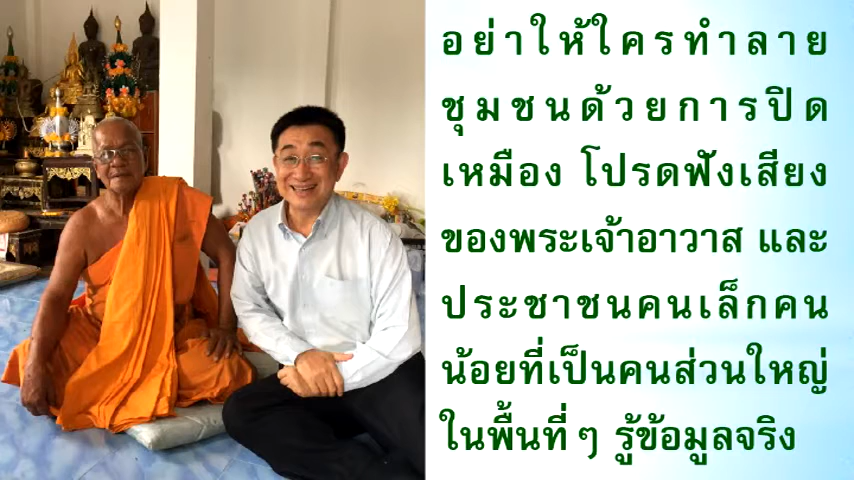 อย่าให้ใครทำลาย
ชุมชนด้วยการปิด
เหมือง โปรดฟังเสียง
ของพระเจ้าอาวาส และ
ประชาชนคนเล็กคน
น้อยที่เป็นคนส่วนใหญ่
ในพื้นที่ ๆ รู้ข้อมูลจริง